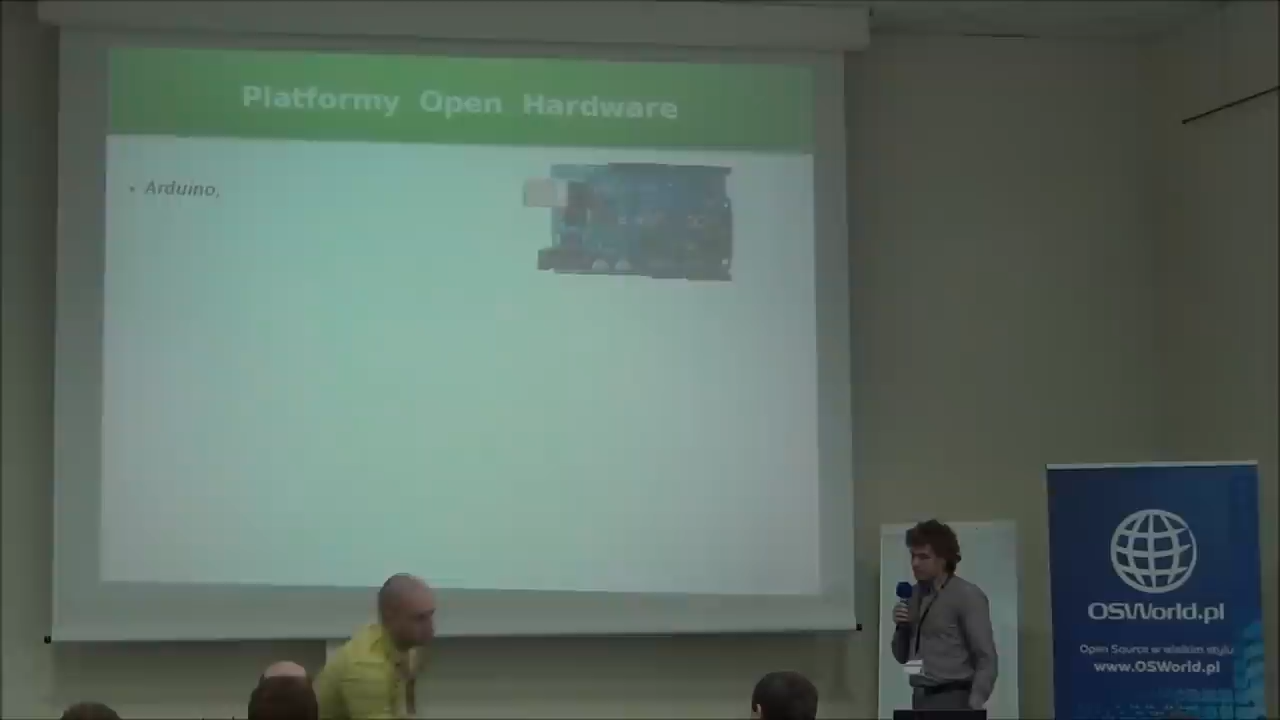 Platformy Open Hardware
• Arduino,
OSWorld.pl
Open Source w wielkim stylu
www.OSWorld.pl